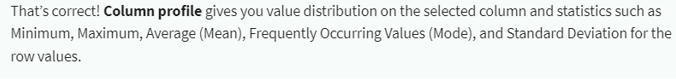 That's correct! Column profile gives you value distribution on the selected column and statistics such as
Minimum, Maximum, Average (Mean), Frequently Occurring Values (Mode), and Standard Deviation for the
row values.